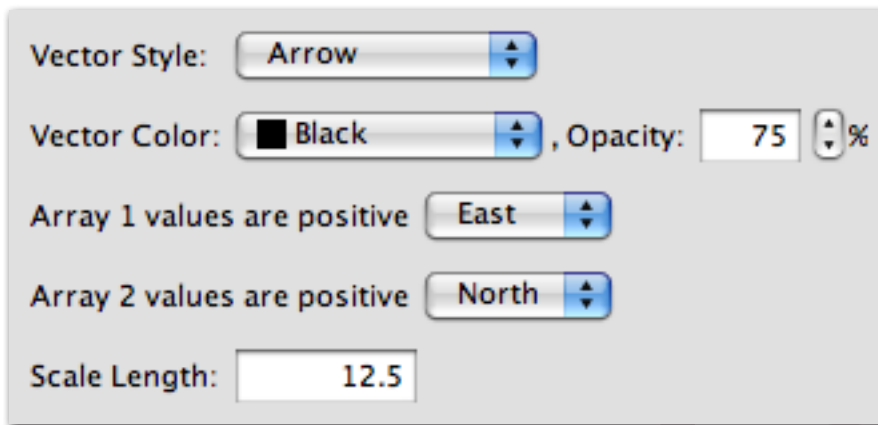 Vector Style: Arrow
Vector Color: Black , Opacity: 75 %
Array 1 values are positive East
Array 2 values are positive North
Scale Length: 12.5